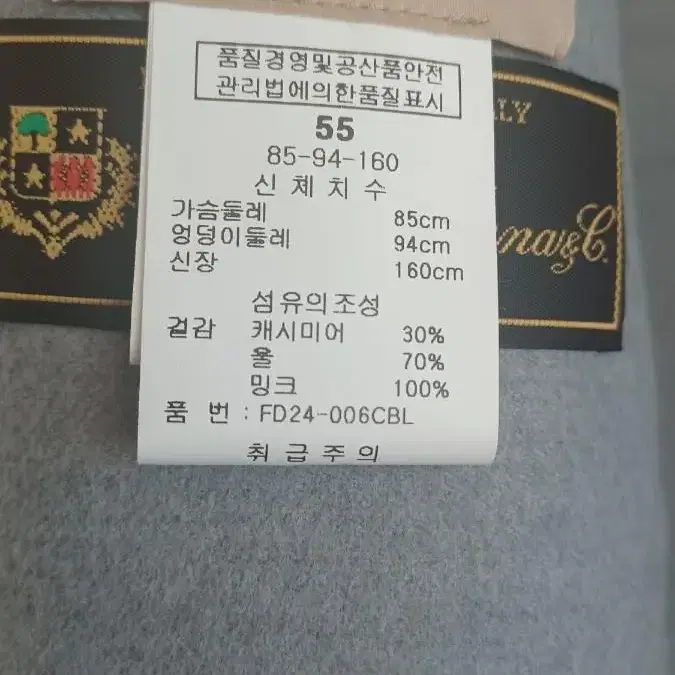 품질경영및공산품안전
관리법에의한품질표시
55
85-94-160
신 체 치 수
가슴둘레 85cm
엉덩이둘레 94cm
신장 160cm
섬유의조성
겉감 캐시미어 30%
울 70%
밍크 100%
품 번 : FD24-006CBL
취 급 주 의